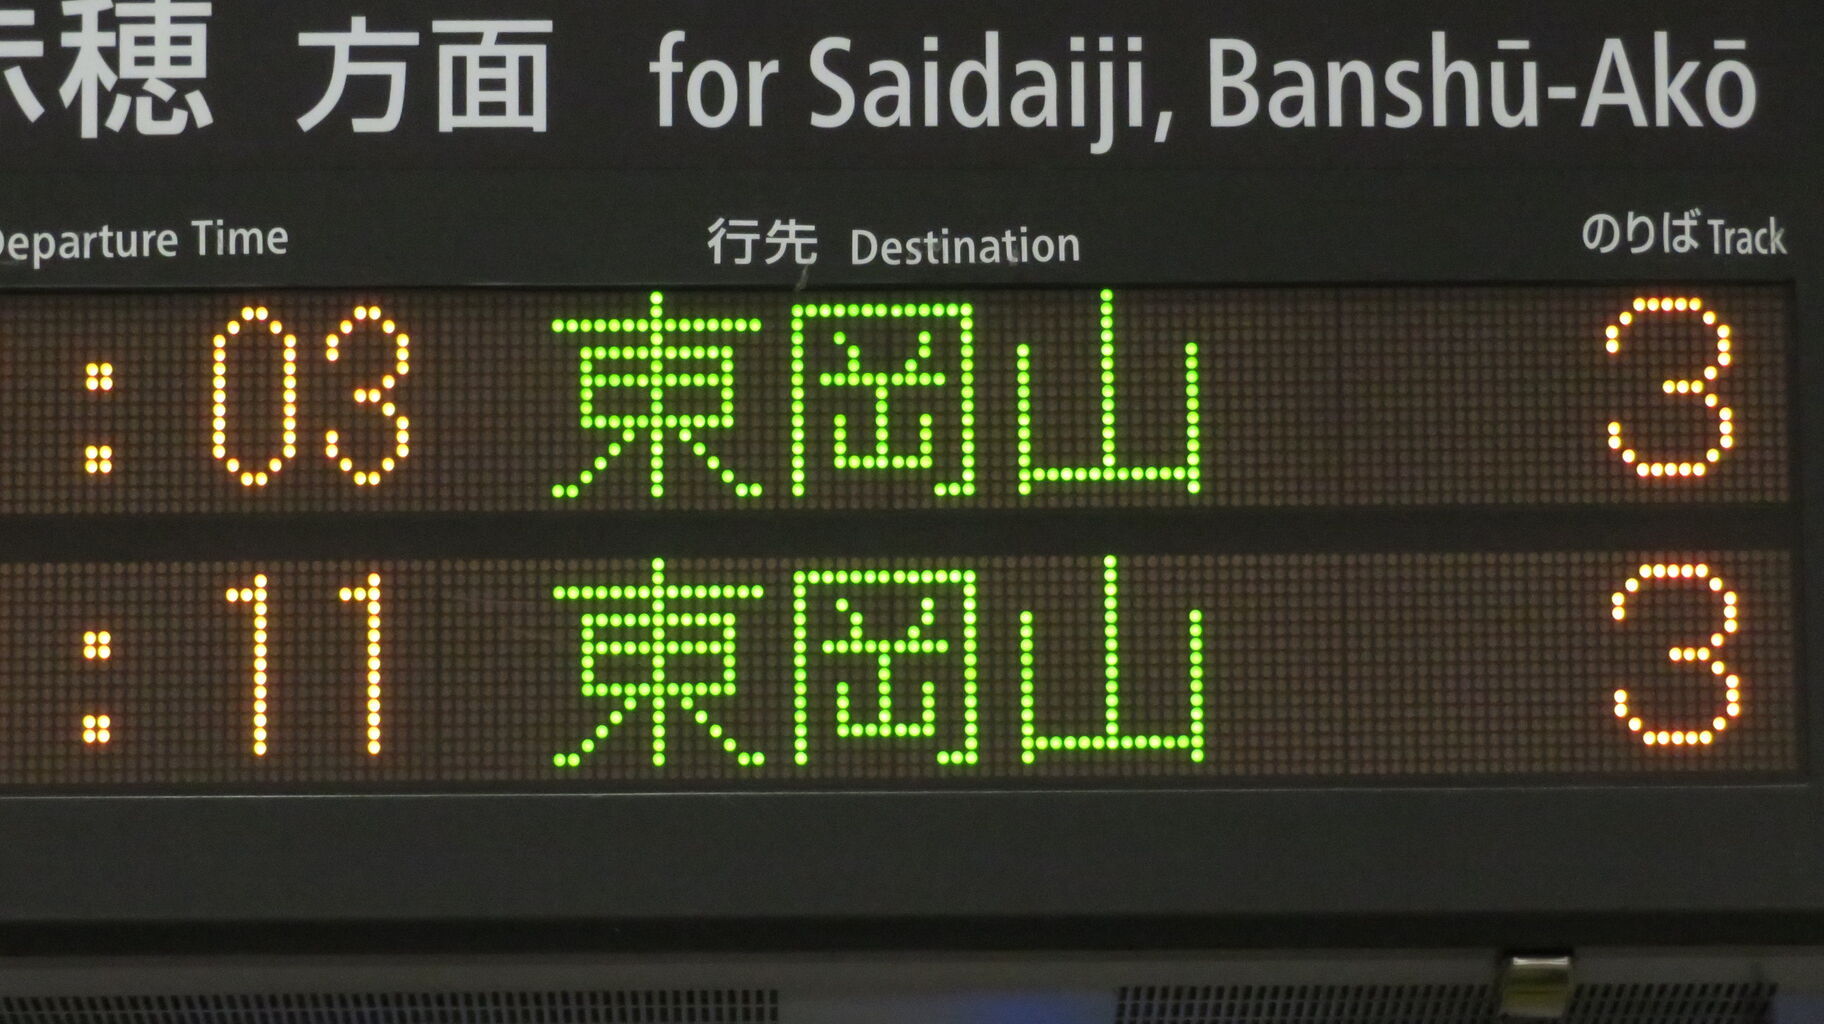 穂 方面 for Saidaiji, Banshū-Akō
Departure Time 行先 Destination のりば Track
:03 東岡山 3
:11 東岡山 3